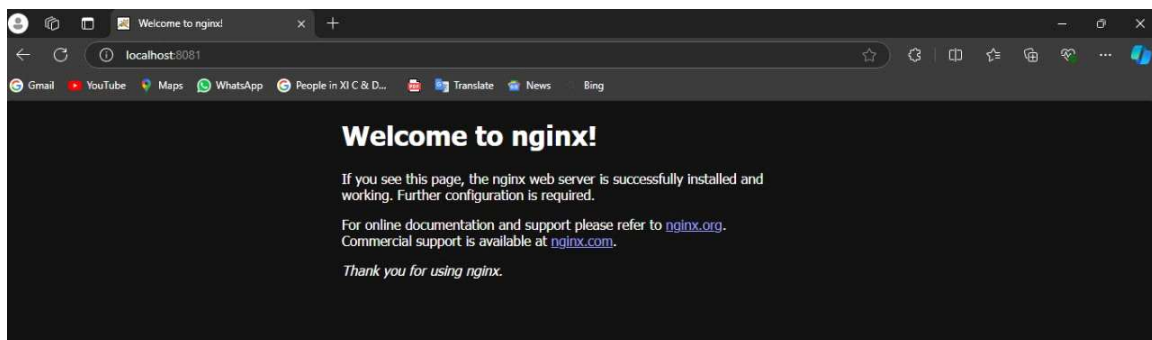 Welcome to nginx!
localhost:8081
Gmail YouTube Maps WhatsApp People in XI C & D... Translate News Bing
Welcome to nginx!
If you see this page, the nginx web server is successfully installed and
working. Further configuration is required.
For online documentation and support please refer to nginx.org.
Commercial support is available at nginx.com.
Thank you for using nginx.